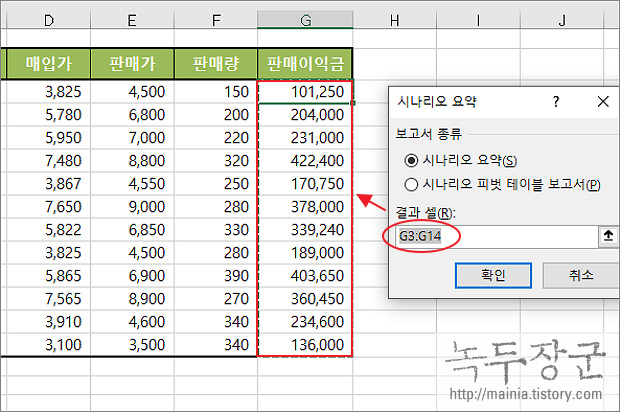 D E F G H I J
매입가 판매가 판매량 판매이익금
3,825 4,500 150 101,250
5,780 6,800 200 204,000
5,950 7,000 220 231,000
7,480 8,800 320 422,400
3,867 4,550 250 170,750
7,650 9,000 280 378,000
5,822 6,850 330 339,240
3,825 4,500 280 189,000
5,865 6,900 390 403,650
7,565 8,900 270 360,450
3,910 4,600 340 234,600
3,100 3,500 340 136,000
시나리오 요약 ? ×
보고서 종류
시나리오 요약(S)
시나리오 피벗 테이블 보고서(P)
결과 셀(R):
G3:G14
확인 취소
녹두장군
http://mainia.tistory.com